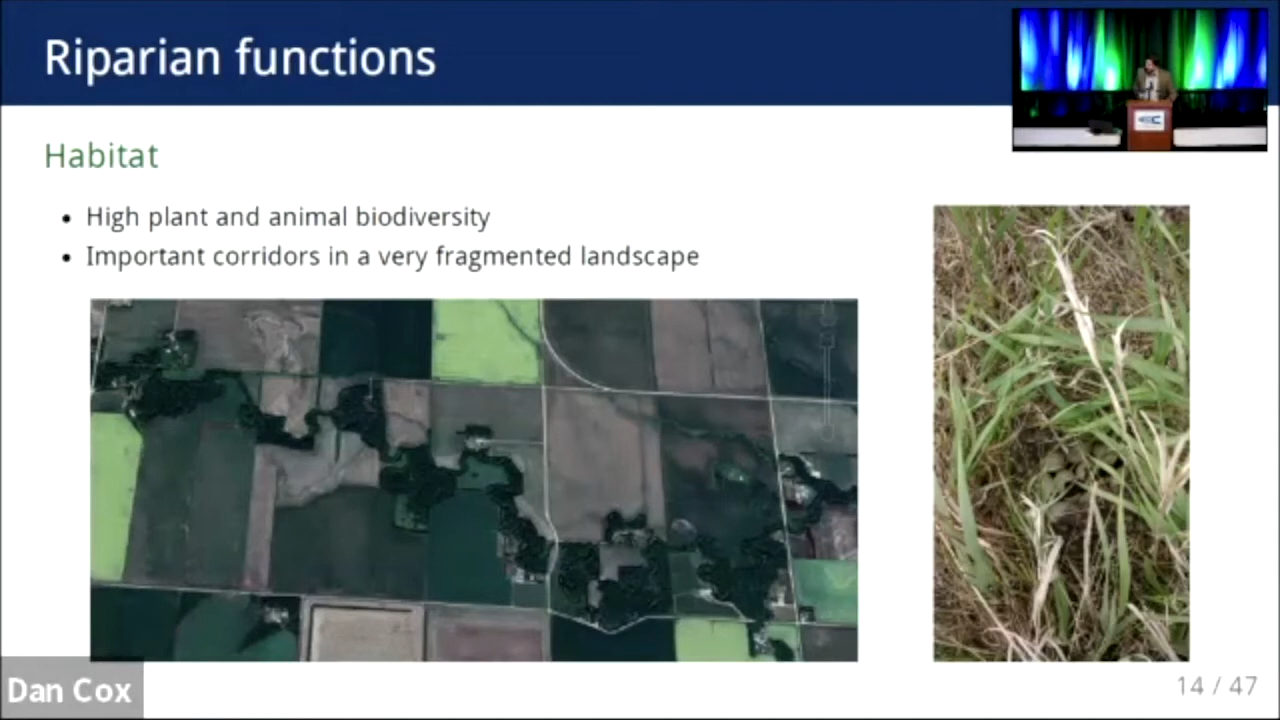 Riparian functions
Habitat
• High plant and animal biodiversity
• Important corridors in a very fragmented landscape
Dan Cox
14 / 47